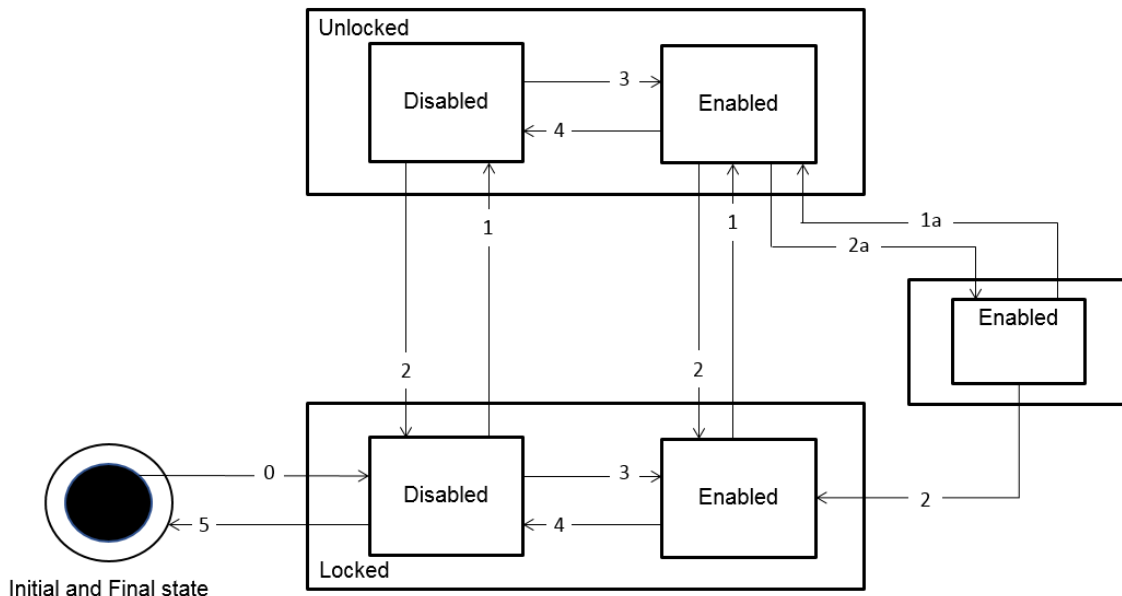 Unlocked
Disabled
3
Enabled
4
1
1
1a
2a
Enabled
2
2
Disabled
0
3
Enabled
2
5
4
Locked
Initial and Final state